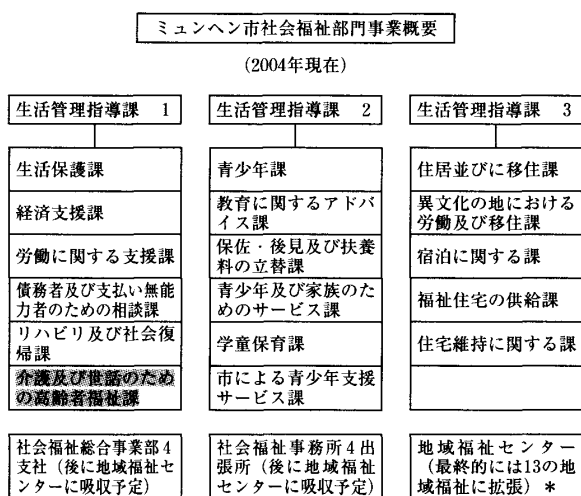 ミュンヘン市社会福祉部門事業概要
(2004年現在)
生活管理指導課 1
生活保護課
経済支援課
労働に関する支援課
債務者及び支払い無能
力者のための相談課
リハビリ及び社会復
帰課
介護及び世話のため
の高齢者福祉課
社会福祉総合事業部4
支社(後に地域福祉セ
ンターに吸収予定)
生活管理指導課 2
青少年課
教育に関するアドバ
イス課
保佐・後見及び扶養
料の立替課
青少年及び家族のた
めのサービス課
学童保育課
市による青少年支援
サービス課
社会福祉事務所4出
張所(後に地域福祉
センターに吸収予定)
生活管理指導課 3
住居並びに移住課
異文化の地における
労働及び移住課
宿泊に関する課
福祉住宅の供給課
住宅維持に関する課
地域福祉センター
(最終的には13の地
域福祉に拡張)*